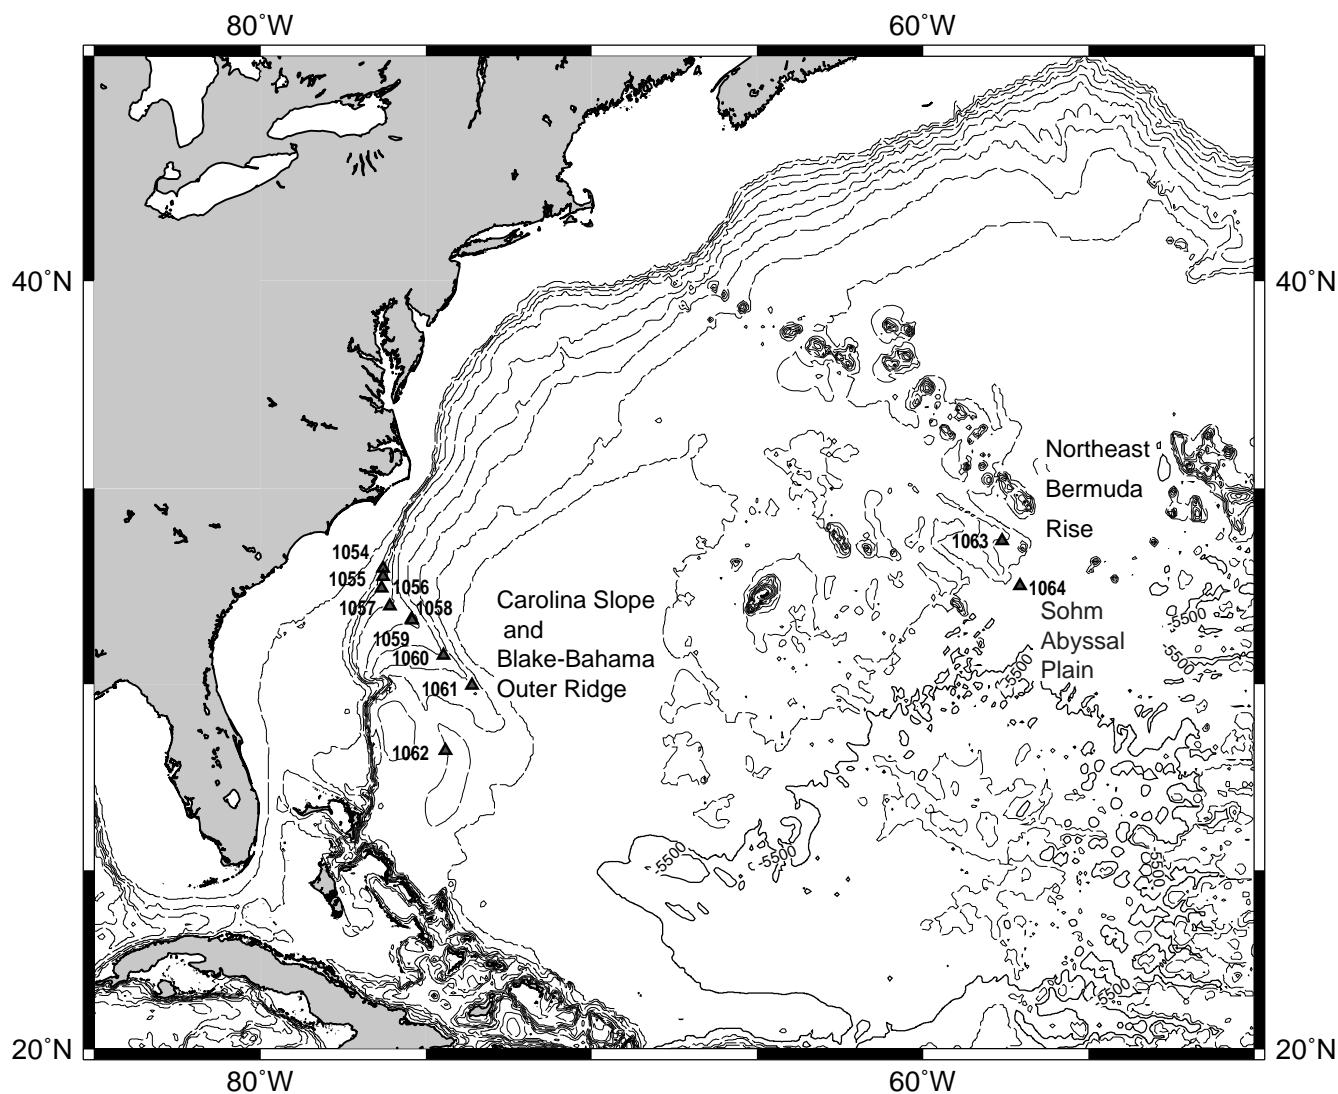 80°W
60°W
40°N
40°N
Northeast
Bermuda
Rise
1054
1063
1055
1056
1064
1057
1058
Carolina Slope
and
Blake-Bahama
Outer Ridge
Sohm
Abyssal
Plain
-5500
-5500
-5500
1059
1060
1061
1062
-5500
-5500
-5500
-5500
20°N
20°N
80°W
60°W